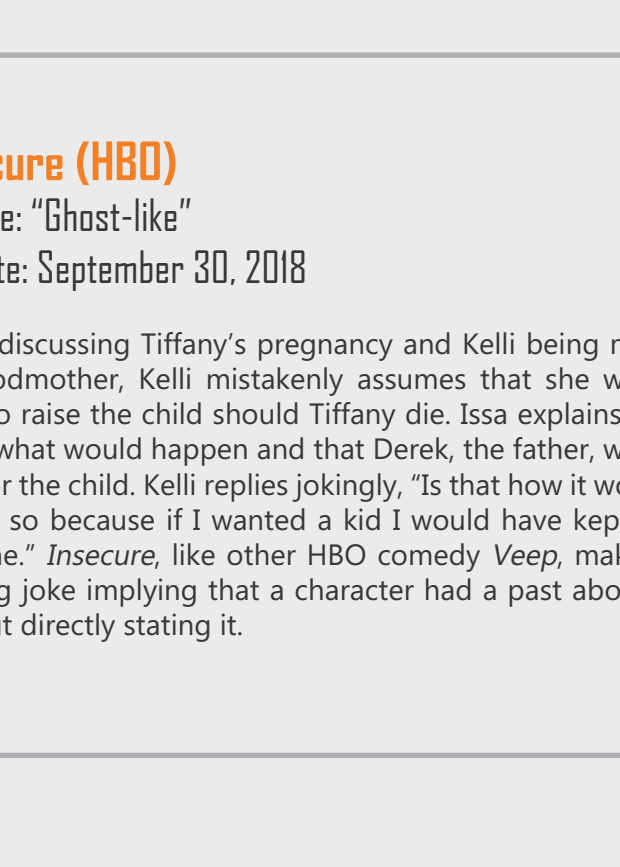 cure (HBO)
e: “Ghost-like”
te: September 30, 2018
discussing Tiffany’s pregnancy and Kelli being m
odmother, Kelli mistakenly assumes that she w
o raise the child should Tiffany die. Issa explains
what would happen and that Derek, the father, w
r the child. Kelli replies jokingly, “Is that how it wo
so because if I wanted a kid I would have kep
ne.” Insecure, like other HBO comedy Veep, mak
g joke implying that a character had a past abo
ut directly stating it.